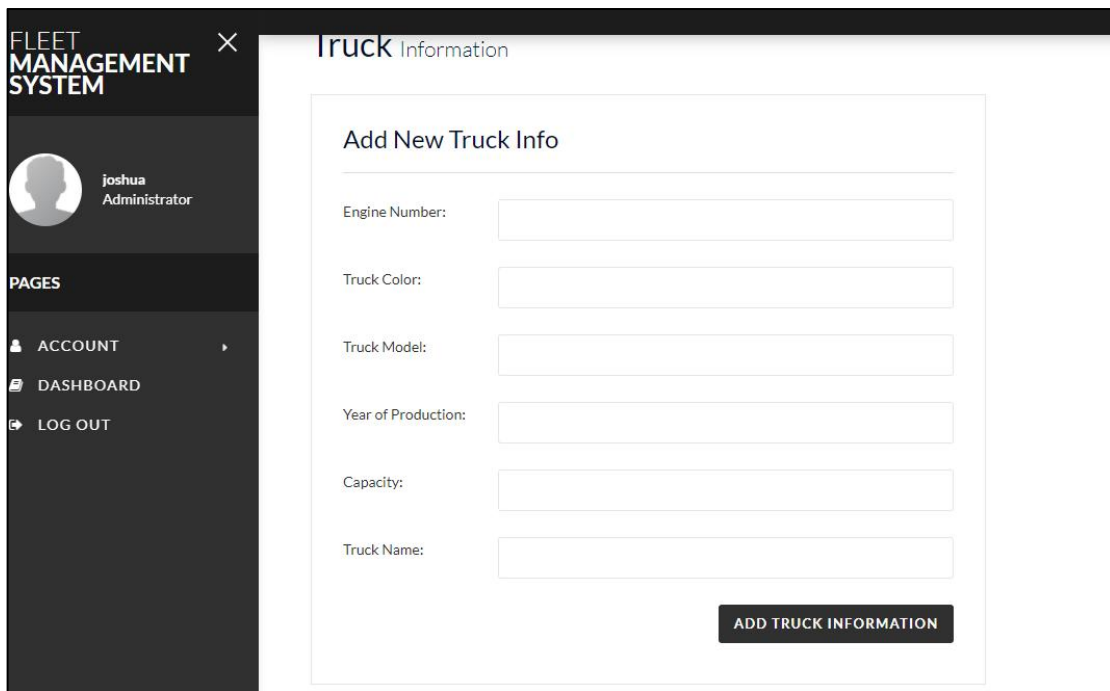 FLEET
MANAGEMENT
SYSTEM
joshua
Administrator
PAGES
ACCOUNT
DASHBOARD
LOG OUT
Truck Information
Add New Truck Info
Engine Number:
Truck Color:
Truck Model:
Year of Production:
Capacity:
Truck Name:
ADD TRUCK INFORMATION